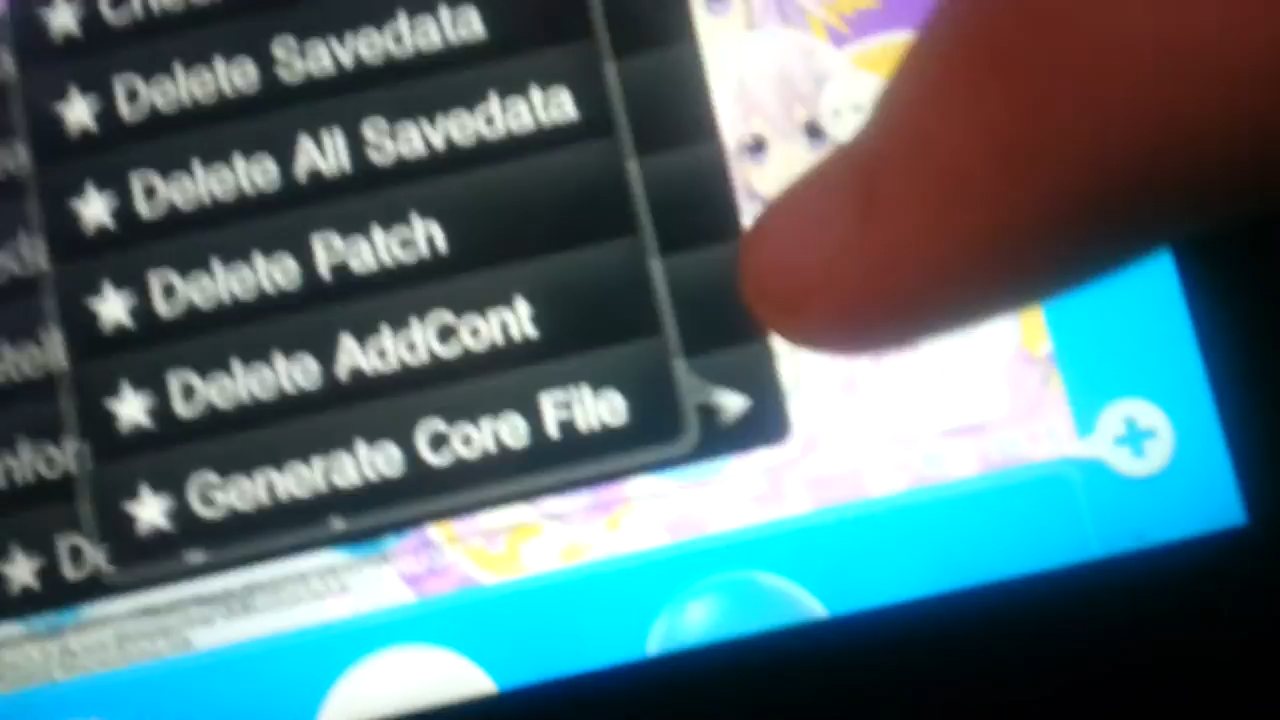 ★ Delete Savedata
★ Delete All Savedata
★ Delete Patch
★ Delete AddCont
★ Generate Core File